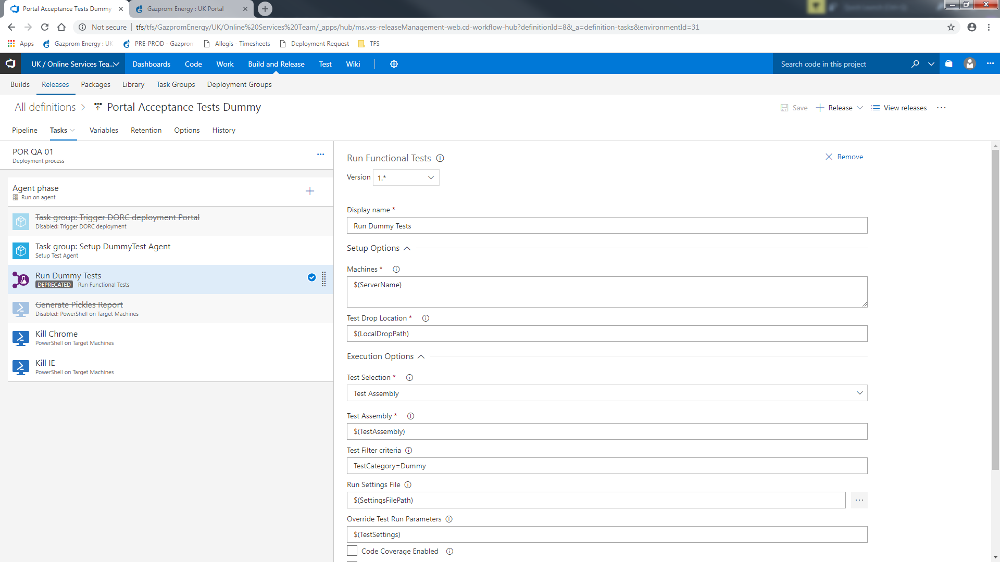 Portal Acceptance Tests Dummy
Gazprom Energy : UK Portal
Not secure
tfs/tfs/GazpromEnergy/UK/Online%20Services%20Team/_apps/hub/ms.vss-releaseManagement-web.cd-workflow-hub?definitionId=8&_a=definition-tasks&environmentId=31
Apps
Gazprom Energy : UK
PRE-PROD - Gazprom
Allegis - Timesheets
Deployment Request
TFS
UK / Online Services Tea...
Dashboards
Code
Work
Build and Release
Test
Wiki
Search code in this project
Builds
Releases
Packages
Library
Task Groups
Deployment Groups
All definitions > Portal Acceptance Tests Dummy
Save
Release
View releases
Pipeline
Tasks
Variables
Retention
Options
History
POR QA 01
Deployment process
Agent phase
Run on agent
Task group: Trigger DORC deployment Portal
Disabled: Trigger DORC deployment
Task group: Setup DummyTest Agent
Setup Test Agent
Run Dummy Tests
DEPRECATED Run Functional Tests
Generate Pickles Report
Disabled: PowerShell on Target Machines
Kill Chrome
PowerShell on Target Machines
Kill IE
PowerShell on Target Machines
Run Functional Tests
Remove
Version 1.*
Display name *
Run Dummy Tests
Setup Options
Machines *
$(ServerName)
Test Drop Location *
$(LocalDropPath)
Execution Options
Test Selection *
Test Assembly
Test Assembly *
$(TestAssembly)
Test Filter criteria
TestCategory=Dummy
Run Settings File
$(SettingsFilePath)
Override Test Run Parameters
$(TestSettings)
Code Coverage Enabled